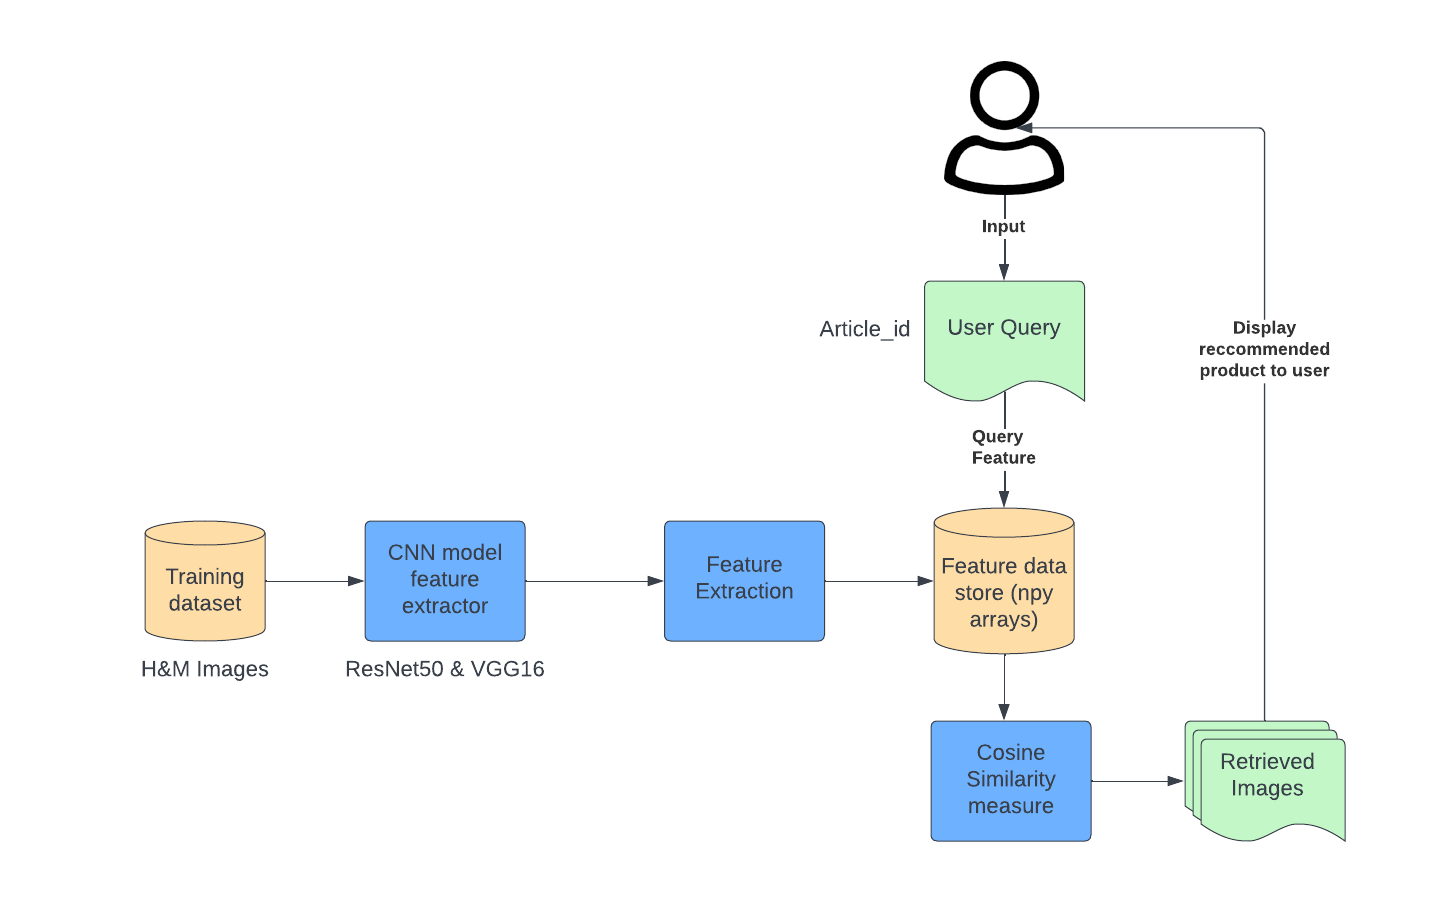 Input
Article_id
User Query
Display
reccommended
product to user
Query
Feature
Training
dataset
H&M Images
CNN model
feature
extractor
ResNet50 & VGG16
Feature
Extraction
Feature data
store (npy
arrays)
Cosine
Similarity
measure
Retrieved
Images